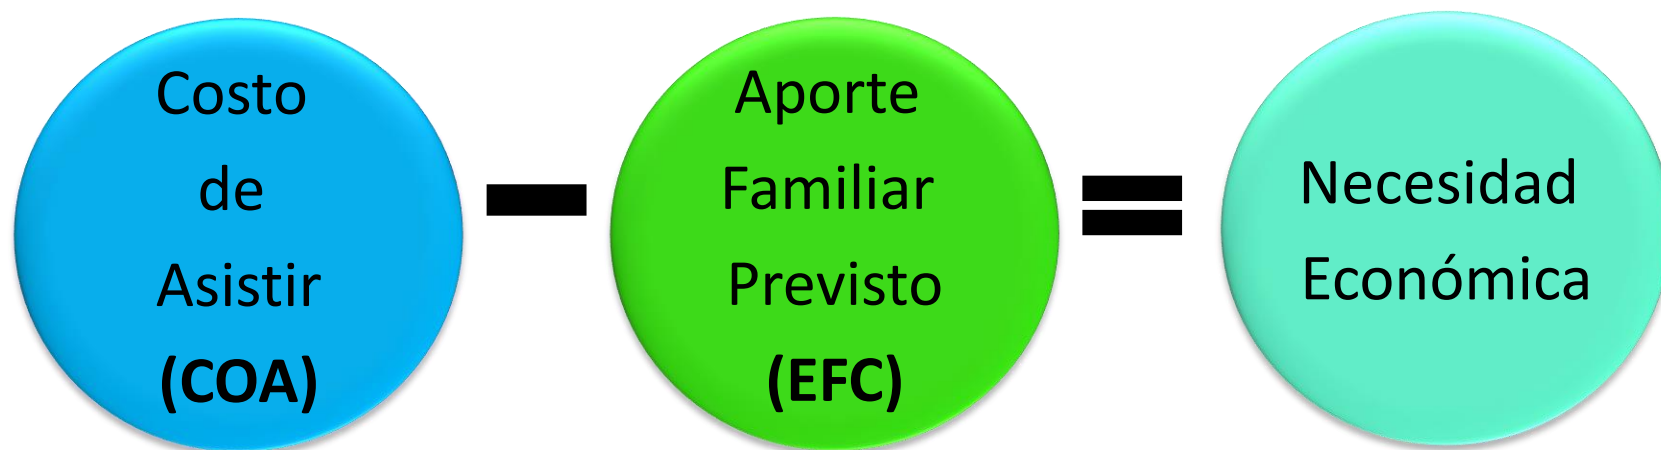 Costo
de
Asistir
(COA)
Aporte
Familiar
Previsto
(EFC)
Necesidad
Económica